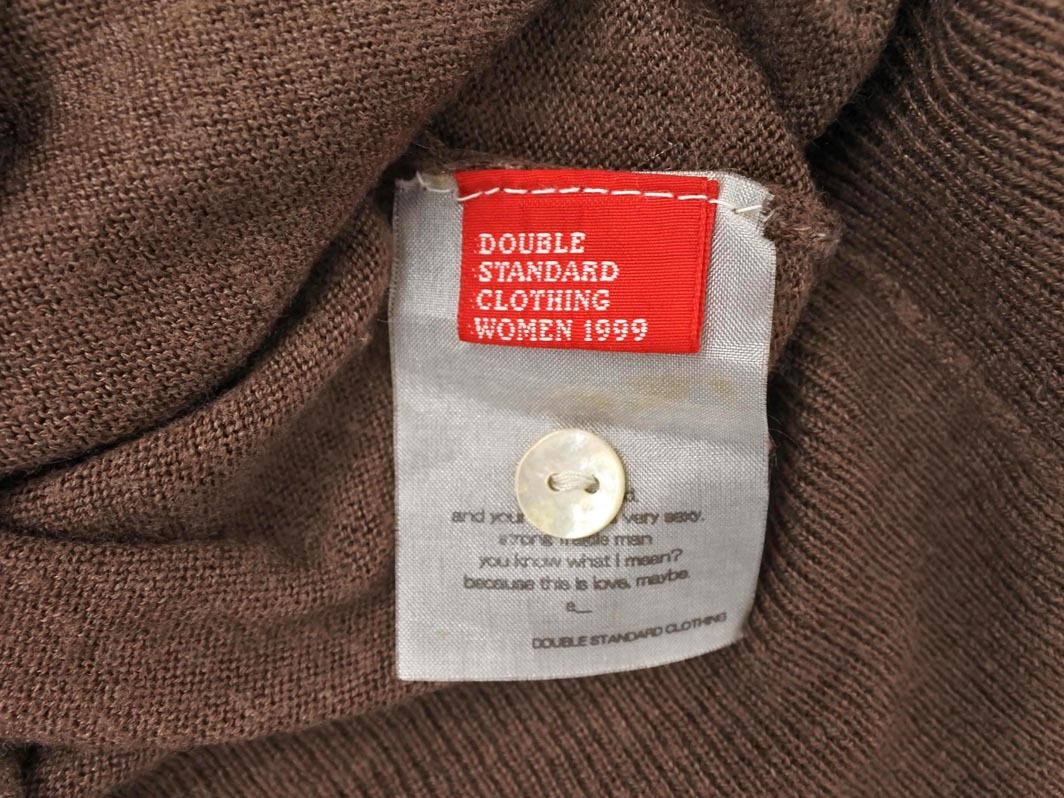 DOUBLE
STANDARD
CLOTHING
WOMEN 1999
and your very sexy.
man
you know what I mean?
because this is love, maybe.
DOUBLE STANDARD CLOTHING